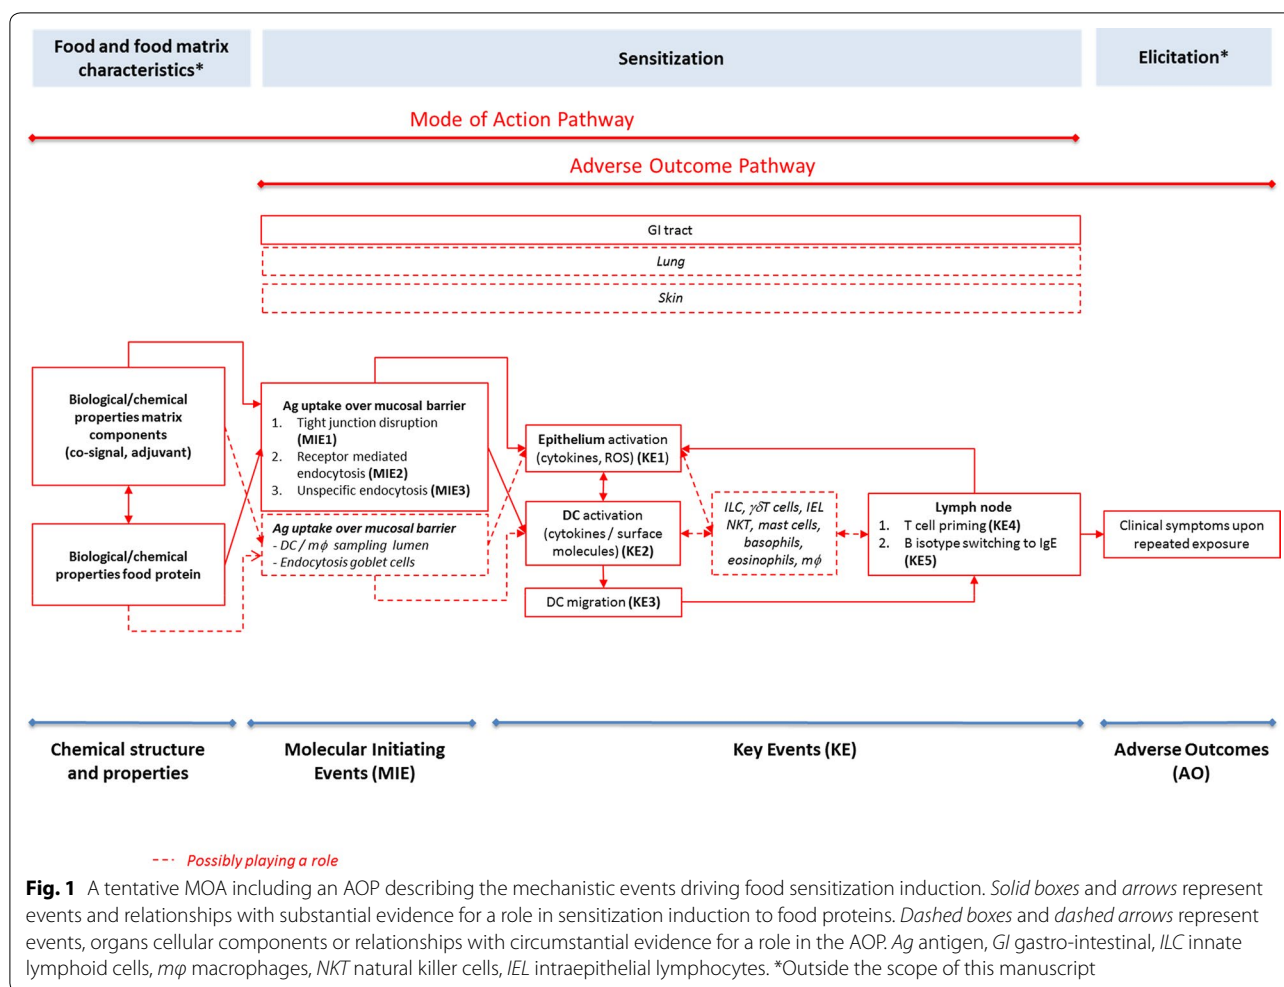 Food and food matrix
characteristics*
Sensitization
Elicitation*
Mode of Action Pathway
Adverse Outcome Pathway
GI tract
Lung
Skin
Biological/chemical
properties matrix
components
(co-signal, adjuvant)
Biological/chemical
properties food protein
Ag uptake over mucosal barrier
1. Tight junction disruption
(MIE1)
2. Receptor mediated
endocytosis (MIE2)
3. Unspecific endocytosis (MIE3)
Ag uptake over mucosal barrier
- DC / mϕ sampling lumen
- Endocytosis goblet cells
Epithelium activation
(cytokines, ROS) (KE1)
DC activation
(cytokines / surface
molecules) (KE2)
DC migration (KE3)
ILC, γδT cells, IEL
NKT, mast cells,
basophils,
eosinophils, mϕ
Lymph node
1. T cell priming (KE4)
2. B isotype switching to IgE
(KE5)
Clinical symptoms upon
repeated exposure
Chemical structure
and properties
Molecular Initiating
Events (MIE)
Key Events (KE)
Adverse Outcomes
(AO)
Possibly playing a role
Fig. 1 A tentative MOA including an AOP describing the mechanistic events driving food sensitization induction. Solid boxes and arrows represent
events and relationships with substantial evidence for a role in sensitization induction to food proteins. Dashed boxes and dashed arrows represent
events, organs cellular components or relationships with circumstantial evidence for a role in the AOP. Ag antigen, GI gastro-intestinal, ILC innate
lymphoid cells, mφ macrophages, NKT natural killer cells, IEL intraepithelial lymphocytes. *Outside the scope of this manuscript